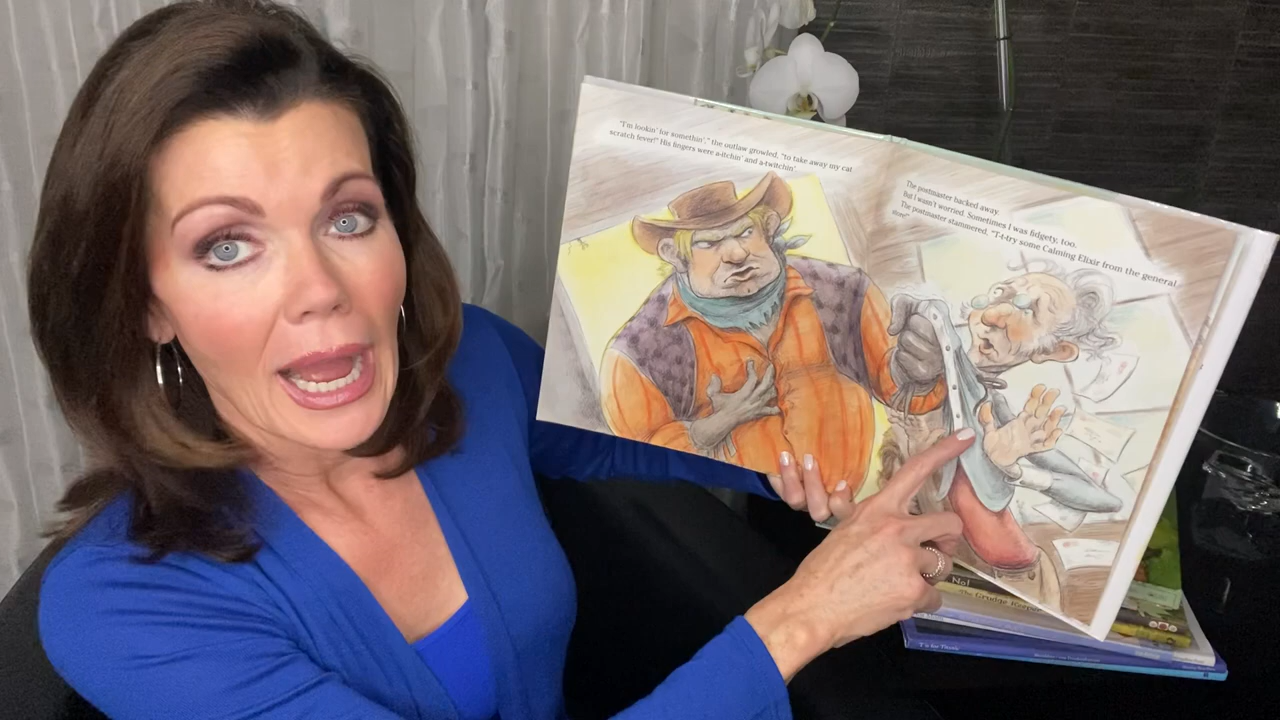 "I'm lookin' for somethin'," the outlaw growled, "to take away my cat
scratch fever!" His fingers were a-itchin' and a-twitchin'
The postmaster backed away.
But I wasn't worried. Sometimes I was fidgety, too.
The postmaster stammered, "T-t-try some Calming Elixir from the general
store!"
No!
The Grudge Keeper
T is for Titanic